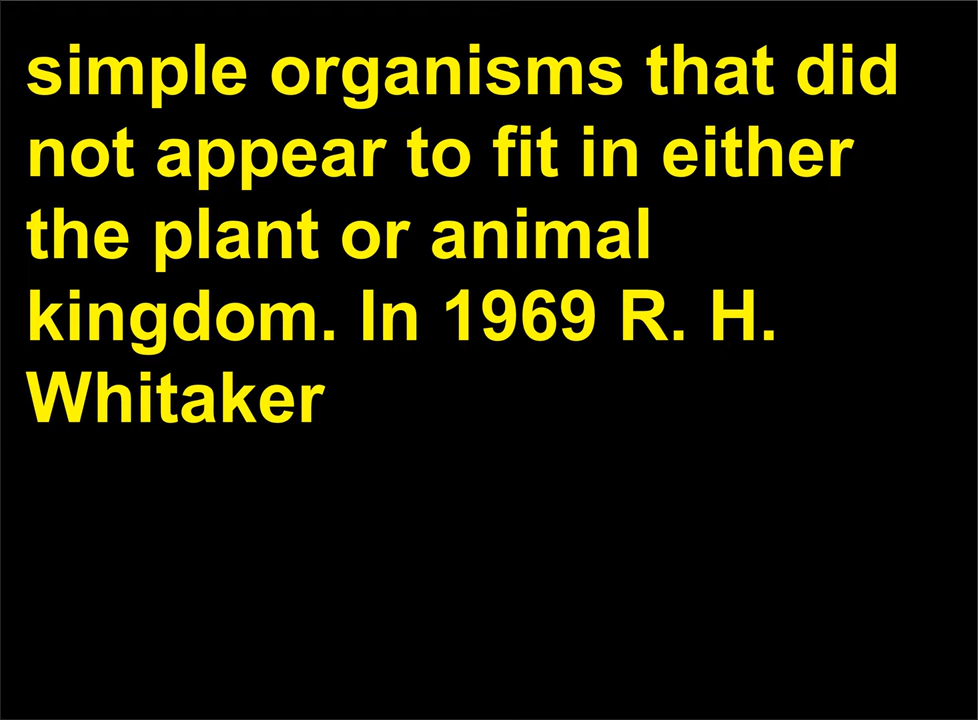 simple organisms that did
not appear to fit in either
the plant or animal
kingdom. In 1969 R. H.
Whitaker